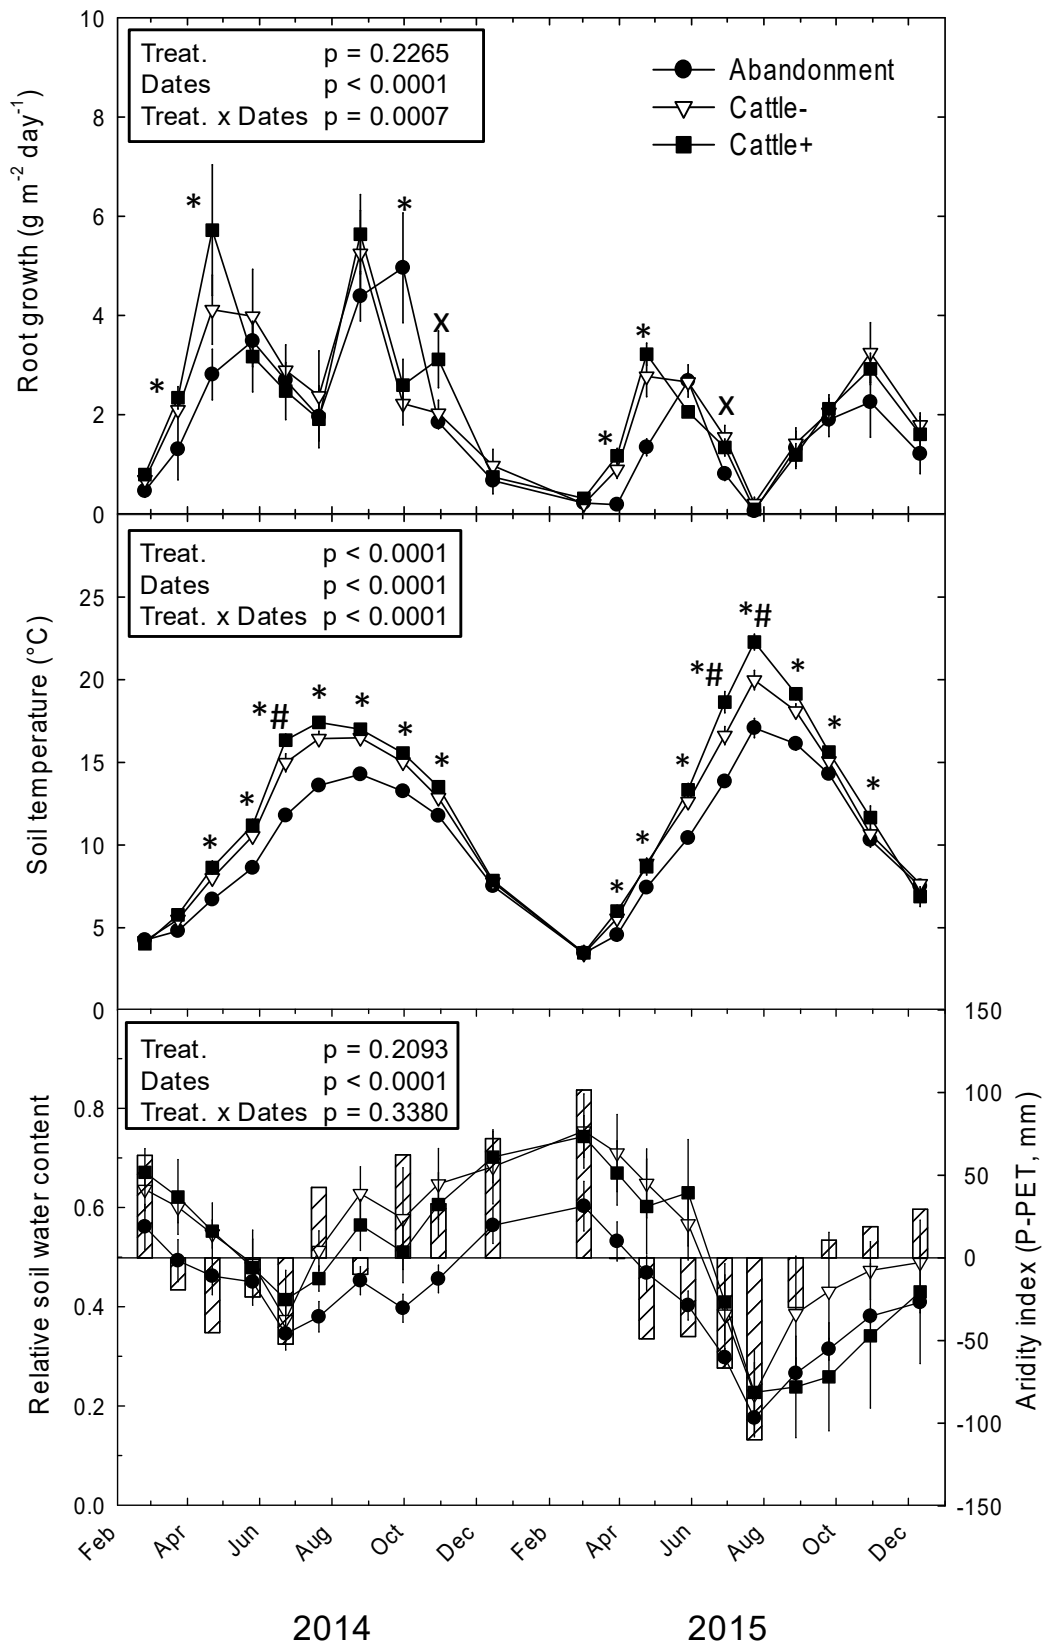 10
8
6
4
2
0
Root growth (g m-2 day-1)
Treat. p = 0.2265
Dates p < 0.0001
Treat. x Dates p = 0.0007
Abandonment
Cattle-
Cattle+
* * * x * * x
25
20
15
10
5
0
Soil temperature (°C)
Treat. p < 0.0001
Dates p < 0.0001
Treat. x Dates p < 0.0001
* * *# * * * * * * * *# *# * * *
0.8
0.6
0.4
0.2
0.0
Relative soil water content
Treat. p = 0.2093
Dates p < 0.0001
Treat. x Dates p = 0.3380
150
100
50
0
-50
-100
-150
Aridity index (P-PET, mm)
Feb Apr Jun Aug Oct Dec Feb Apr Jun Aug Oct Dec
2014 2015